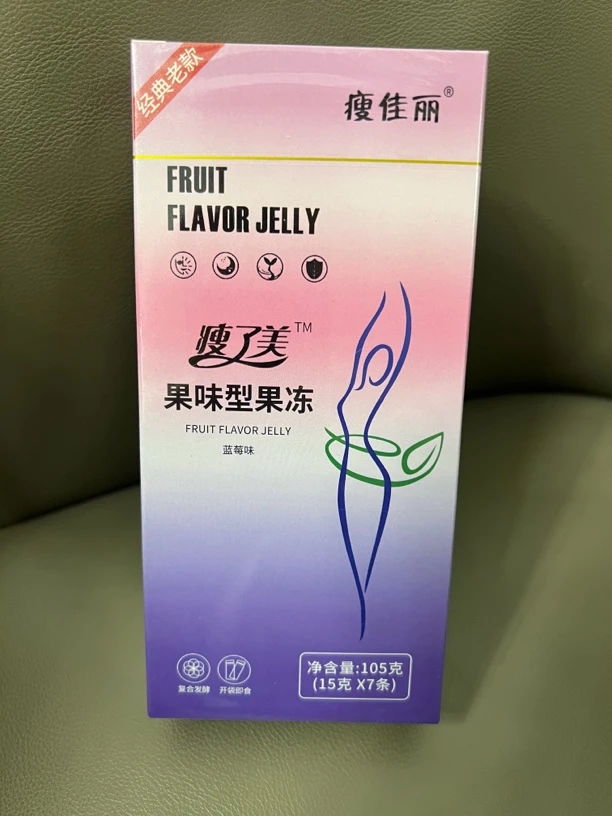 经典老款
瘦佳丽®
FRUIT
FLAVOR JELLY
瘦了美™
果味型果冻
FRUIT FLAVOR JELLY
蓝莓味
复合发酵 开袋即食
净含量:105克
(15克 X7条)